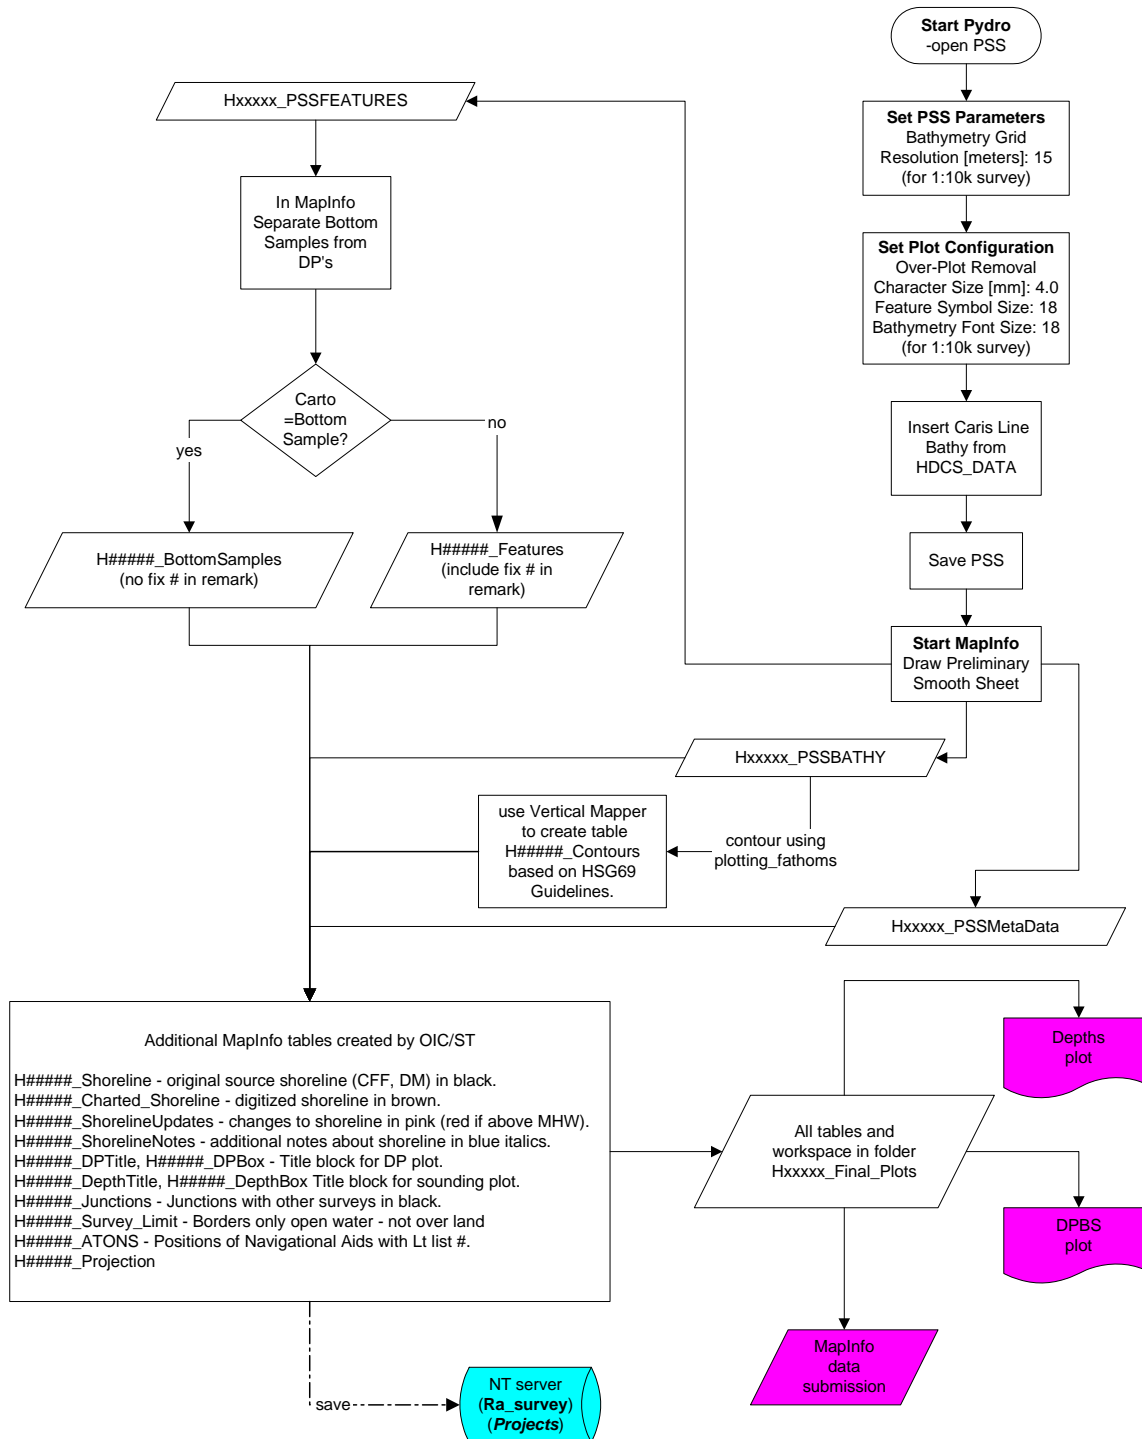 Start Pydro
-open PSS
Hxxxxx_PSSFEATURES
Set PSS Parameters
Bathymetry Grid
Resolution [meters]: 15
(for 1:10k survey)
In MapInfo
Separate Bottom
Samples from
DP's
Set Plot Configuration
Over-Plot Removal
Character Size [mm]: 4.0
Feature Symbol Size: 18
Bathymetry Font Size: 18
(for 1:10k survey)
Carto
=Bottom
Sample?
yes
no
Insert Caris Line
Bathy from
HDCS_DATA
H#####_BottomSamples
(no fix # in remark)
H#####_Features
(include fix # in
remark)
Save PSS
Start MapInfo
Draw Preliminary
Smooth Sheet
Hxxxxx_PSSBATHY
use Vertical Mapper
to create table
H#####_Contours
based on HSG69
Guidelines.
contour using
plotting_fathoms
Hxxxxx_PSSMetaData
Additional MapInfo tables created by OIC/ST
H#####_Shoreline - original source shoreline (CFF, DM) in black.
H#####_Charted_Shoreline - digitized shoreline in brown.
H#####_ShorelineUpdates - changes to shoreline in pink (red if above MHW).
H#####_ShorelineNotes - additional notes about shoreline in blue italics.
H#####_DPTitle, H#####_DPBox - Title block for DP plot.
H#####_DepthTitle, H#####_DepthBox Title block for sounding plot.
H#####_Junctions - Junctions with other surveys in black.
H#####_Survey_Limit - Borders only open water - not over land
H#####_ATONS - Positions of Navigational Aids with Lt list #.
H#####_Projection
All tables and
workspace in folder
Hxxxxx_Final_Plots
Depths
plot
DPBS
plot
MapInfo
data
submission
save
NT server
(Ra_survey)
(Projects)